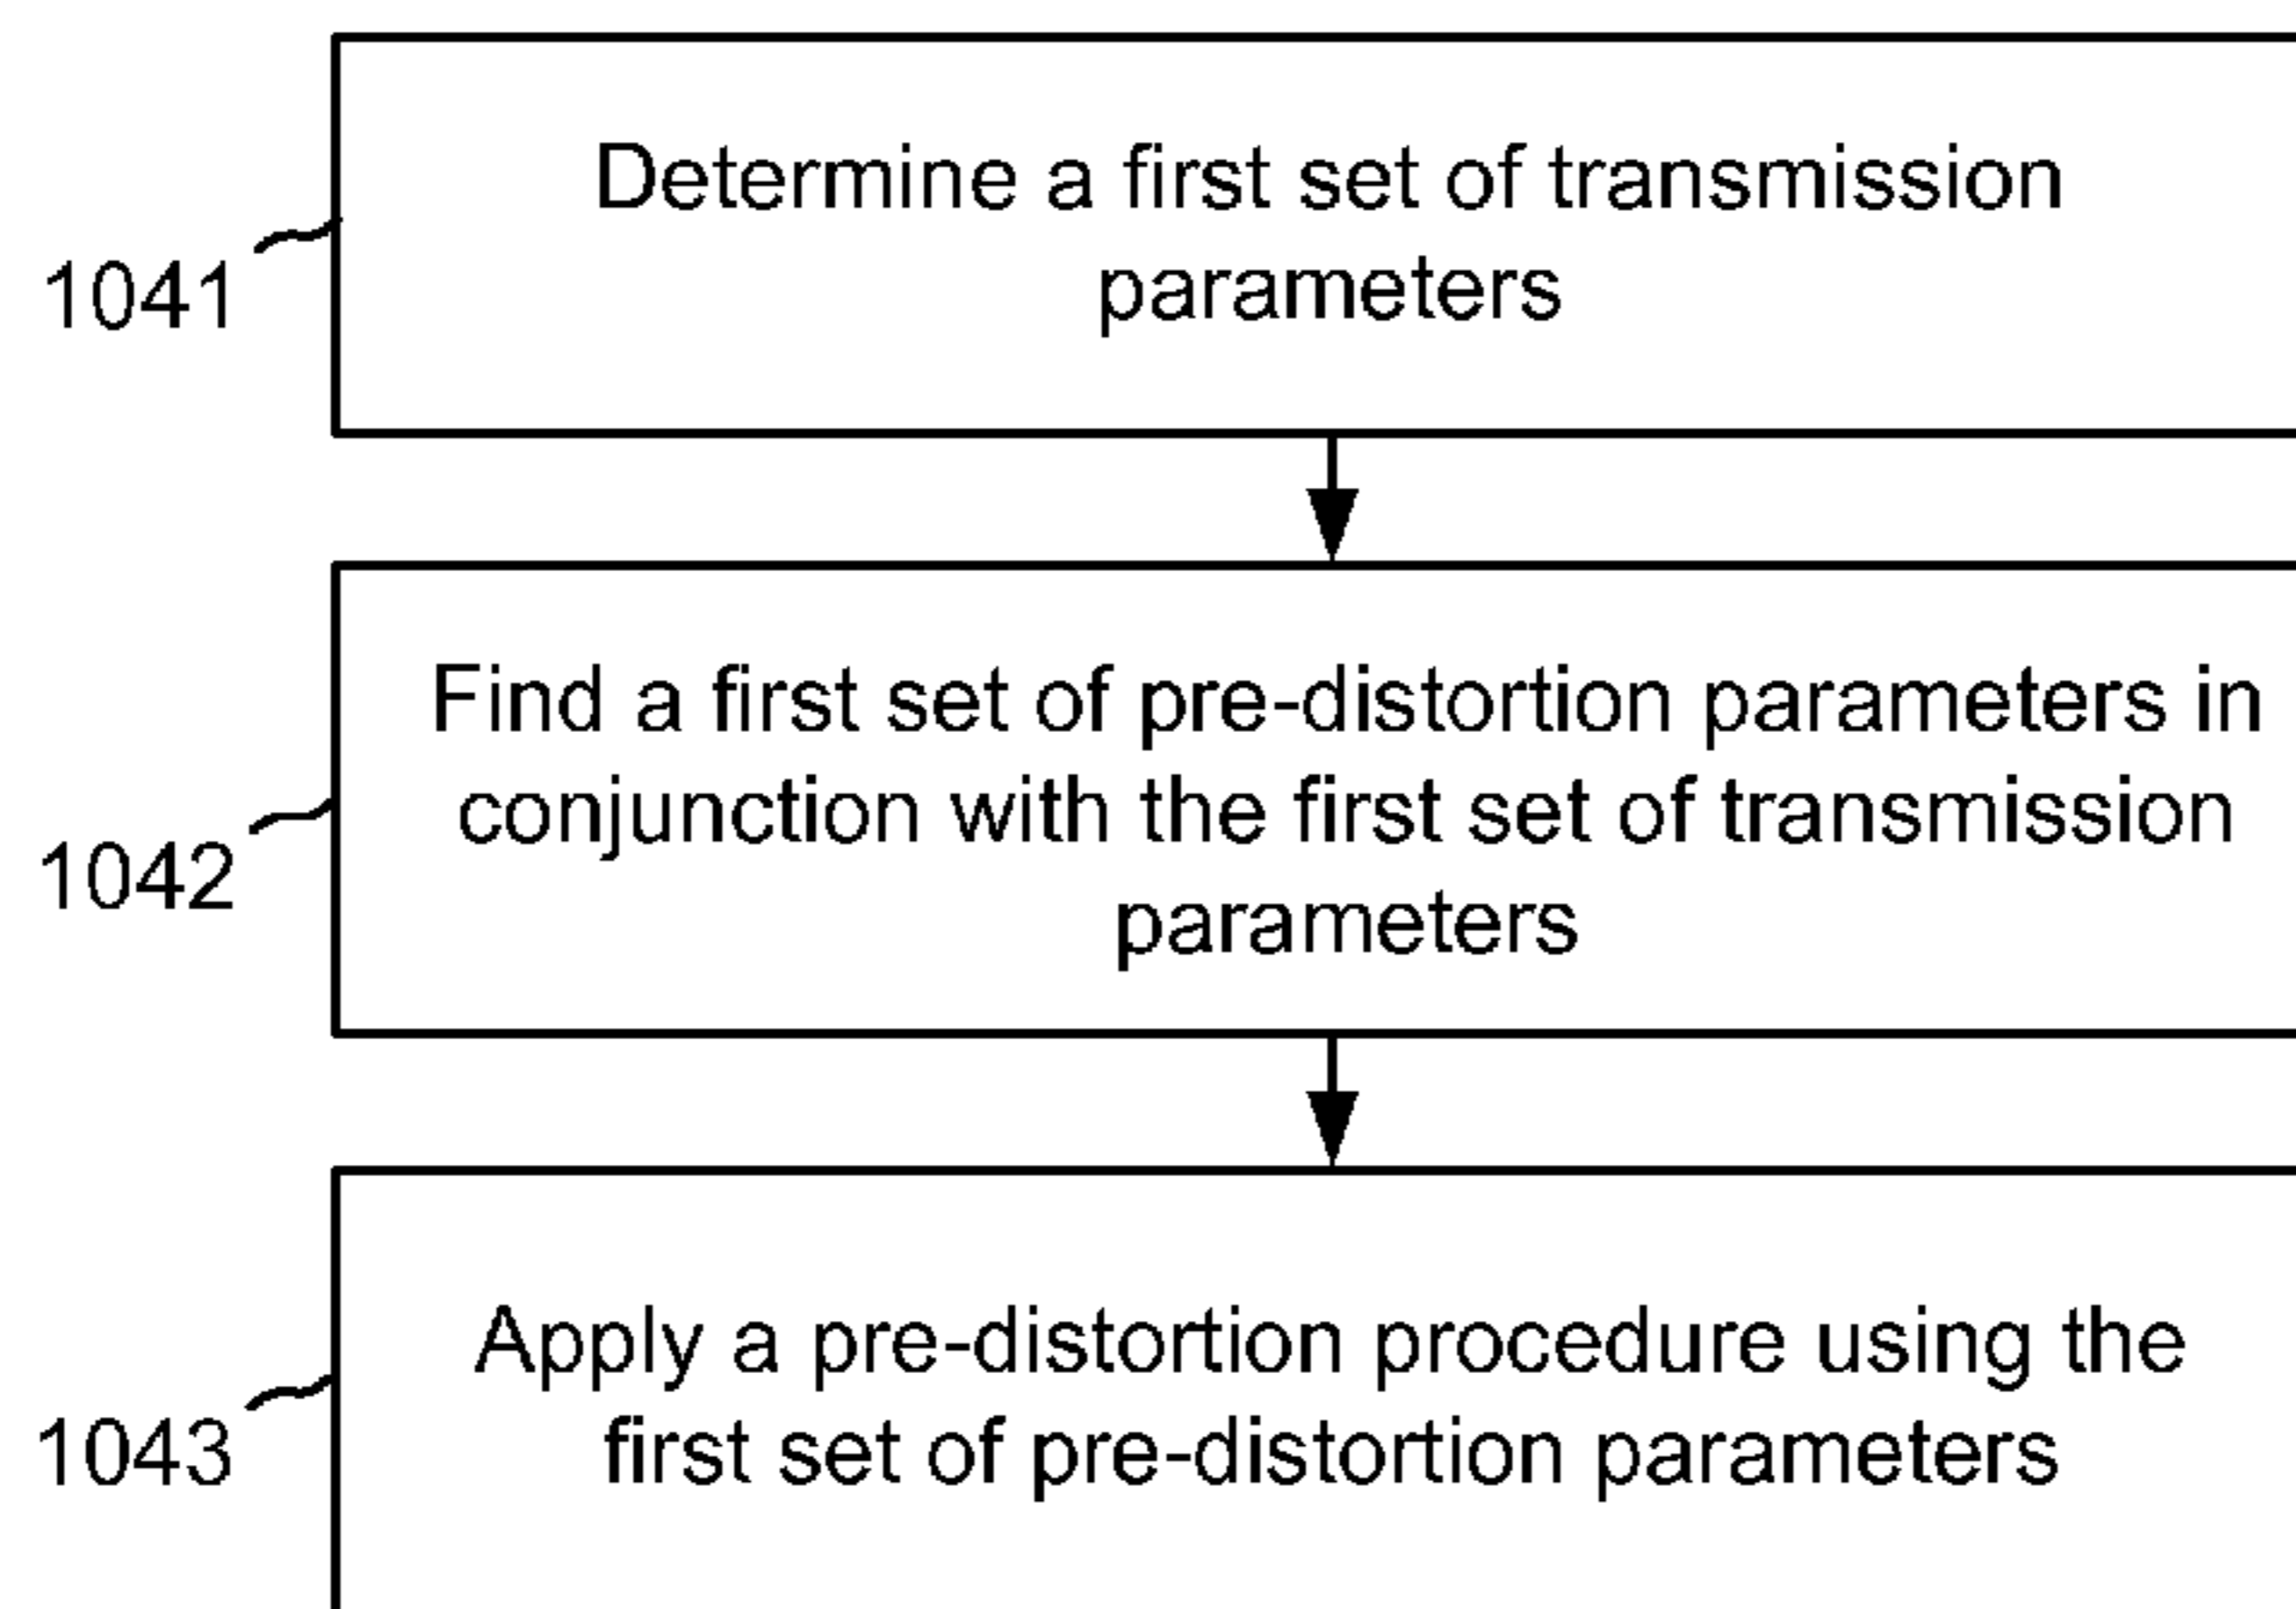 Determine a first set of transmission
parameters
1041
Find a first set of pre-distortion parameters in
conjunction with the first set of transmission
parameters
1042
Apply a pre-distortion procedure using the
first set of pre-distortion parameters
1043